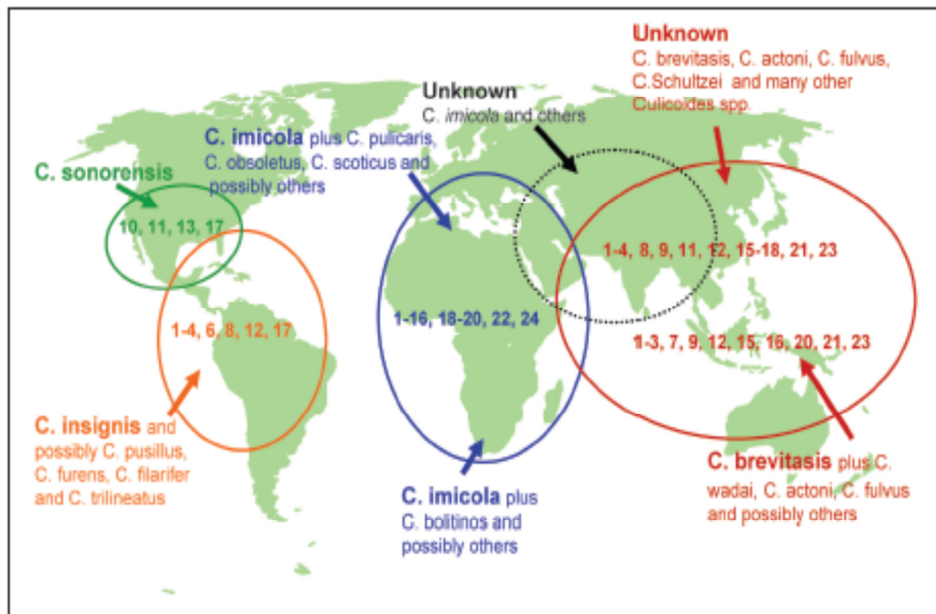 Unknown
C. brevitasis, C. actoni, C. fulvus,
C.Schultzei and many other
Culicoides spp.
Unknown
C. imicola and others
C. imicola plus C. pulicaris,
C. obsoletus, C. scoticus and
possibly others
C. sonorensis
10, 11, 13, 17
1-4, 8, 9, 11, 12, 15-18, 21, 23
1-4, 6, 8, 12, 17
1-16, 18-20, 22, 24
1-3, 7, 9, 12, 15, 16, 20, 21, 23
C. insignis and
possibly C. pusillus,
C. furens, C. filarifer
and C. trilineatus
C. imicola plus
C. bolitinos and
possibly others
C. brevitasis plus C.
wadai, C. actoni, C. fulvus
and possibly others